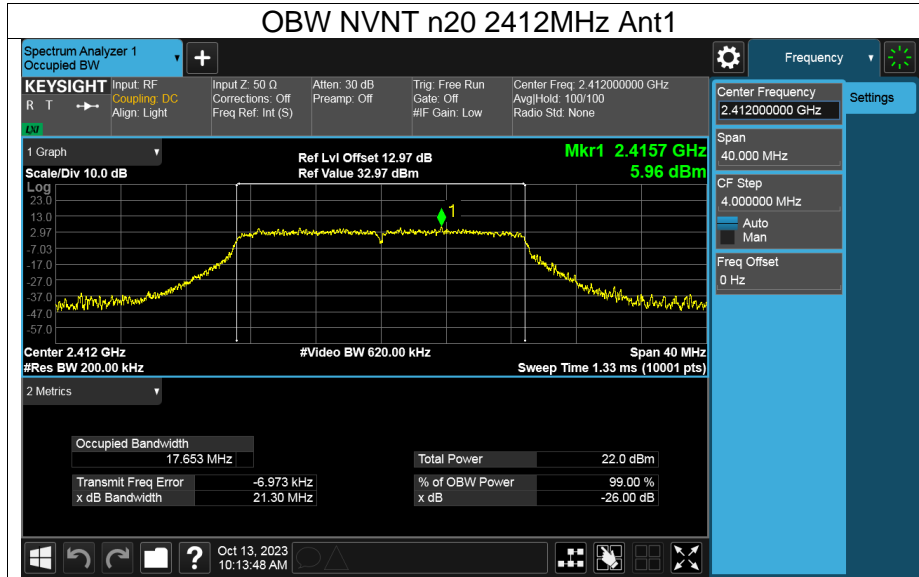 OBW NVNT n20 2412MHz Ant1
Spectrum Analyzer 1
Occupied BW
+
Frequency
KEYSIGHT
R T
LXI
Input: RF
Coupling: DC
Align: Light
Input Z: 50 Ω
Corrections: Off
Freq Ref: Int (S)
Atten: 30 dB
Preamp: Off
Trig: Free Run
Gate: Off
#IF Gain: Low
Center Freq: 2.412000000 GHz
Avg|Hold: 100/100
Radio Std: None
Center Frequency
2.412000000 GHz
Settings
Span
40.000 MHz
CF Step
4.000000 MHz
Auto
Man
Freq Offset
0 Hz
1 Graph
Scale/Div 10.0 dB
Ref Lvl Offset 12.97 dB
Ref Value 32.97 dBm
Mkr1 2.4157 GHz
5.96 dBm
Log
23.0
13.0
2.97
-7.03
-17.0
-27.0
-37.0
-47.0
-57.0
1
Center 2.412 GHz
#Res BW 200.00 kHz
#Video BW 620.00 kHz
Span 40 MHz
Sweep Time 1.33 ms (10001 pts)
2 Metrics
Occupied Bandwidth
17.653 MHz
Total Power 22.0 dBm
Transmit Freq Error -6.973 kHz
% of OBW Power 99.00 %
x dB Bandwidth 21.30 MHz
x dB -26.00 dB
?
Oct 13, 2023
10:13:48 AM